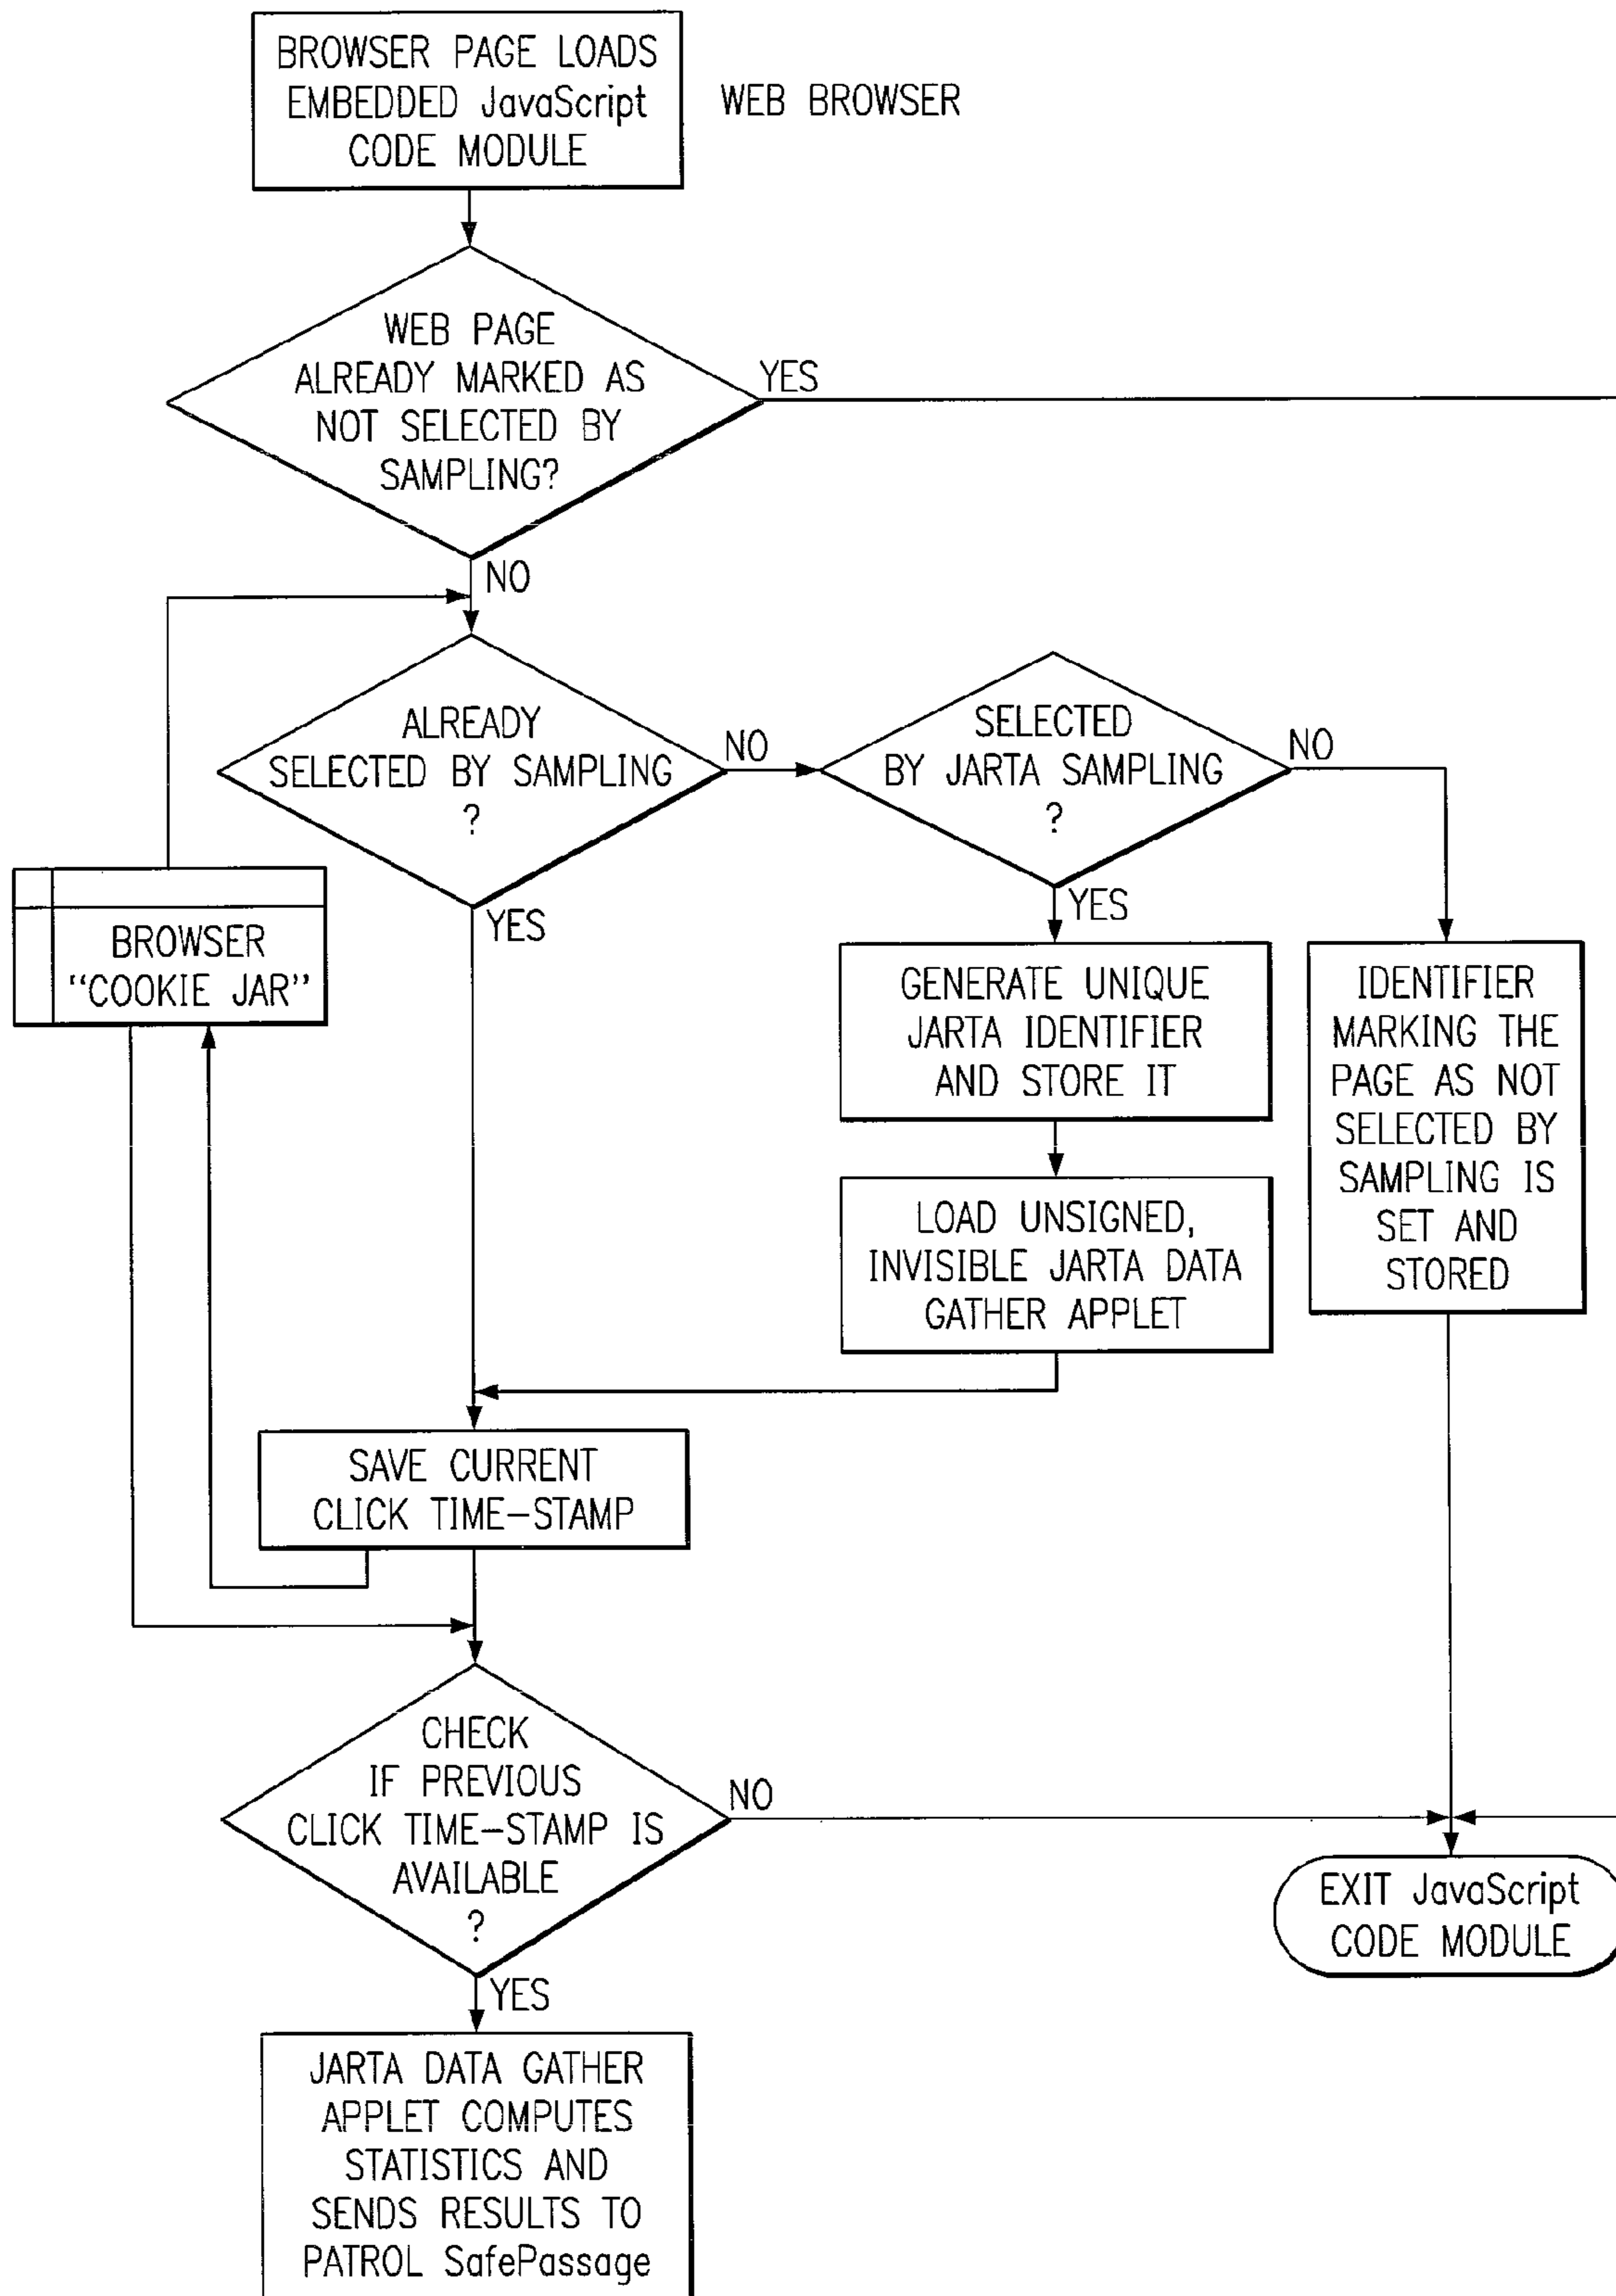 BROWSER PAGE LOADS
EMBEDDED JavaScript
CODE MODULE
WEB BROWSER
WEB PAGE
ALREADY MARKED AS
NOT SELECTED BY
SAMPLING?
YES
NO
ALREADY
SELECTED BY SAMPLING
?
NO
SELECTED
BY JARTA SAMPLING
?
NO
YES
YES
BROWSER
“COOKIE JAR”
GENERATE UNIQUE
JARTA IDENTIFIER
AND STORE IT
IDENTIFIER
MARKING THE
PAGE AS NOT
SELECTED BY
SAMPLING IS
SET AND
STORED
LOAD UNSIGNED,
INVISIBLE JARTA DATA
GATHER APPLET
SAVE CURRENT
CLICK TIME-STAMP
CHECK
IF PREVIOUS
CLICK TIME-STAMP IS
AVAILABLE
?
NO
YES
EXIT JavaScript
CODE MODULE
JARTA DATA GATHER
APPLET COMPUTES
STATISTICS AND
SENDS RESULTS TO
PATROL SafePassage